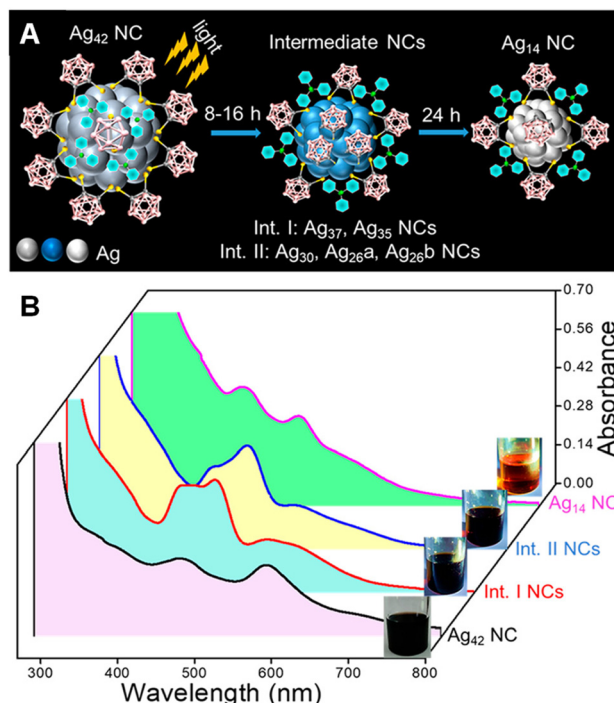 A
Ag42 NC
light
Intermediate NCs
Ag14 NC
8-16 h
24 h
Int. I: Ag37, Ag35 NCs
Int. II: Ag30, Ag26a, Ag26b NCs
Ag
B
0.70
0.56
0.42
0.28
0.14
0.00
Absorbance
Ag14 NC
Int. II NCs
Int. I NCs
Ag42 NC
300 400 500 600 700 800
Wavelength (nm)